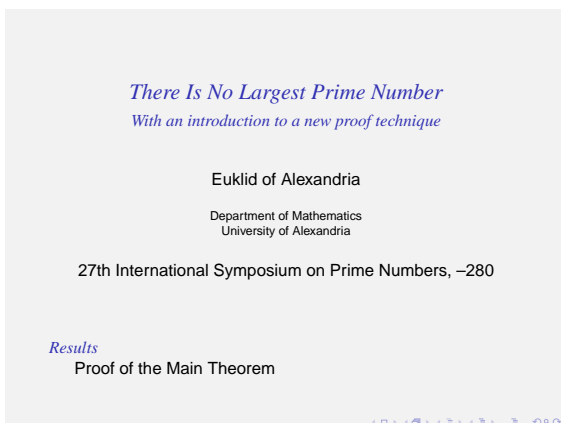 There Is No Largest Prime Number
With an introduction to a new proof technique
Euklid of Alexandria
Department of Mathematics
University of Alexandria
27th International Symposium on Prime Numbers, –280
Results
Proof of the Main Theorem